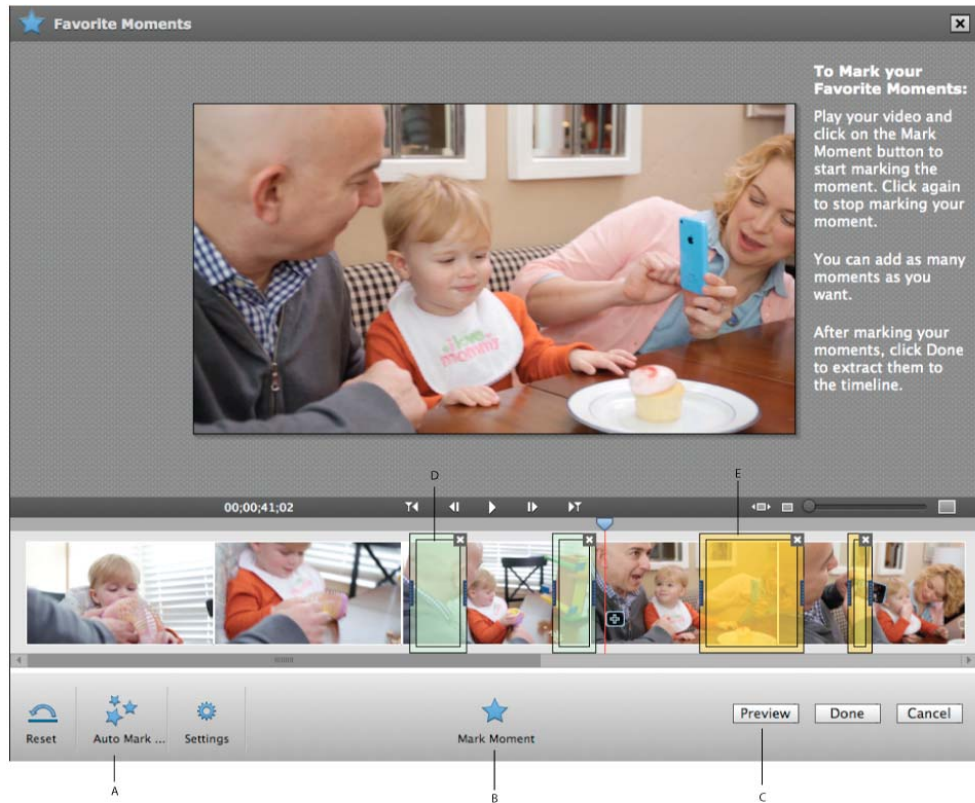 Favorite Moments
To Mark your
Favorite Moments:
Play your video and
click on the Mark
Moment button to
start marking the
moment. Click again
to stop marking your
moment.
You can add as many
moments as you
want.
After marking your
moments, click Done
to extract them to
the timeline.
I love
mommy
D
E
00;00;41;02
Reset
Auto Mark ...
Settings
Mark Moment
Preview
Done
Cancel
A
B
C